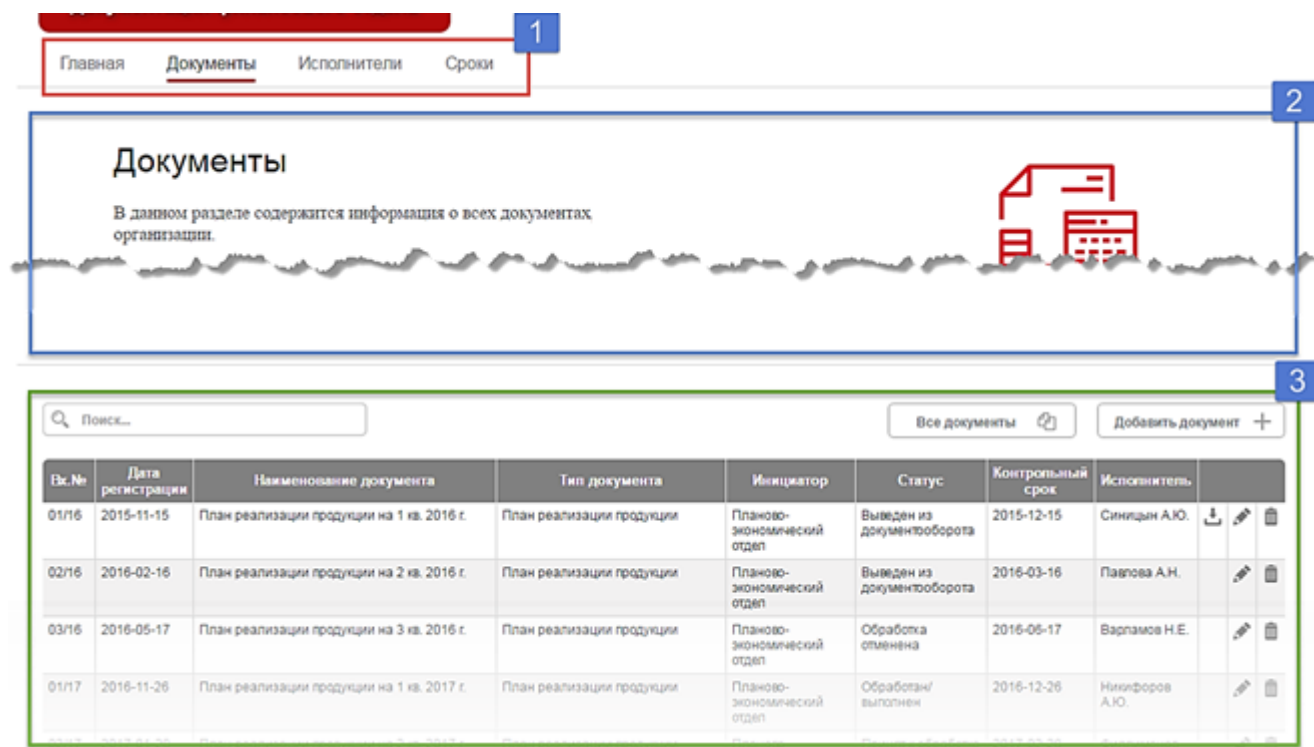 1
Главная Документы Исполнители Сроки
2
Документы
В данном разделе содержится информация о всех документах
организации.
3
Поиск... Все документы Добавить документ
Вх.№ Дата регистрации Наименование документа Тип документа Инициатор Статус Контрольный срок Исполнитель
01/16 2015-11-15 План реализации продукции на 1 кв. 2016 г. План реализации продукции Планово-экономический отдел Выведен из документооборота 2015-12-15 Синицын А.Ю.
02/16 2016-02-16 План реализации продукции на 2 кв. 2016 г. План реализации продукции Планово-экономический отдел Выведен из документооборота 2016-03-16 Павлова А.Н.
03/16 2016-05-17 План реализации продукции на 3 кв. 2016 г. План реализации продукции Планово-экономический отдел Обработка отменена 2016-06-17 Варламов Н.Е.
01/17 2016-11-26 План реализации продукции на 1 кв. 2017 г. План реализации продукции Планово-экономический отдел Обработан/выполнен 2016-12-26 Никифоров А.Ю.